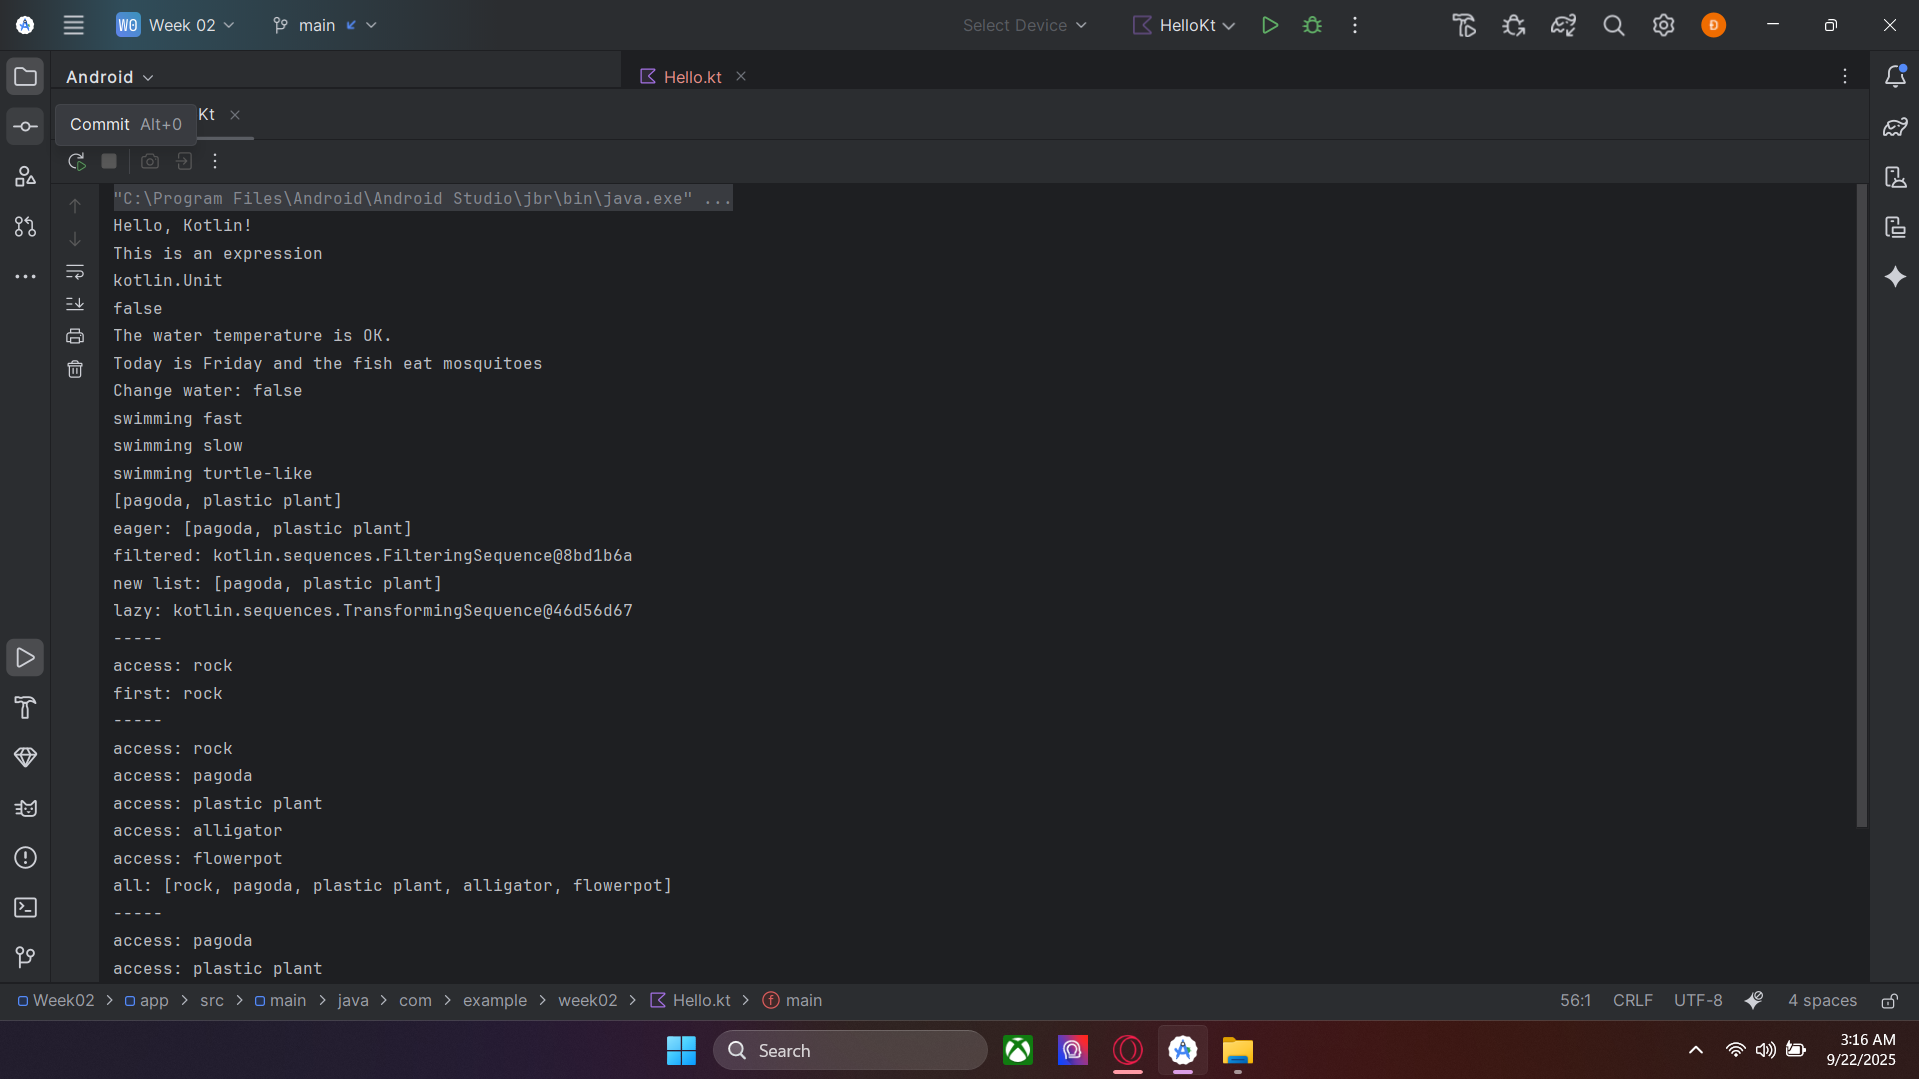 W0 Week 02
main
Select Device
HelloKt
Đ
Android
Hello.kt
Commit Alt+0
Kt
"C:\Program Files\Android\Android Studio\jbr\bin\java.exe" ...
Hello, Kotlin!
This is an expression
kotlin.Unit
false
The water temperature is OK.
Today is Friday and the fish eat mosquitoes
Change water: false
swimming fast
swimming slow
swimming turtle-like
[pagoda, plastic plant]
eager: [pagoda, plastic plant]
filtered: kotlin.sequences.FilteringSequence@8bd1b6a
new list: [pagoda, plastic plant]
lazy: kotlin.sequences.TransformingSequence@46d56d67
-----
access: rock
first: rock
-----
access: rock
access: pagoda
access: plastic plant
access: alligator
access: flowerpot
all: [rock, pagoda, plastic plant, alligator, flowerpot]
-----
access: pagoda
access: plastic plant
Week02 > app > src > main > java > com > example > week02 > Hello.kt > main
56:1 CRLF UTF-8 4 spaces
Search
3:16 AM
9/22/2025